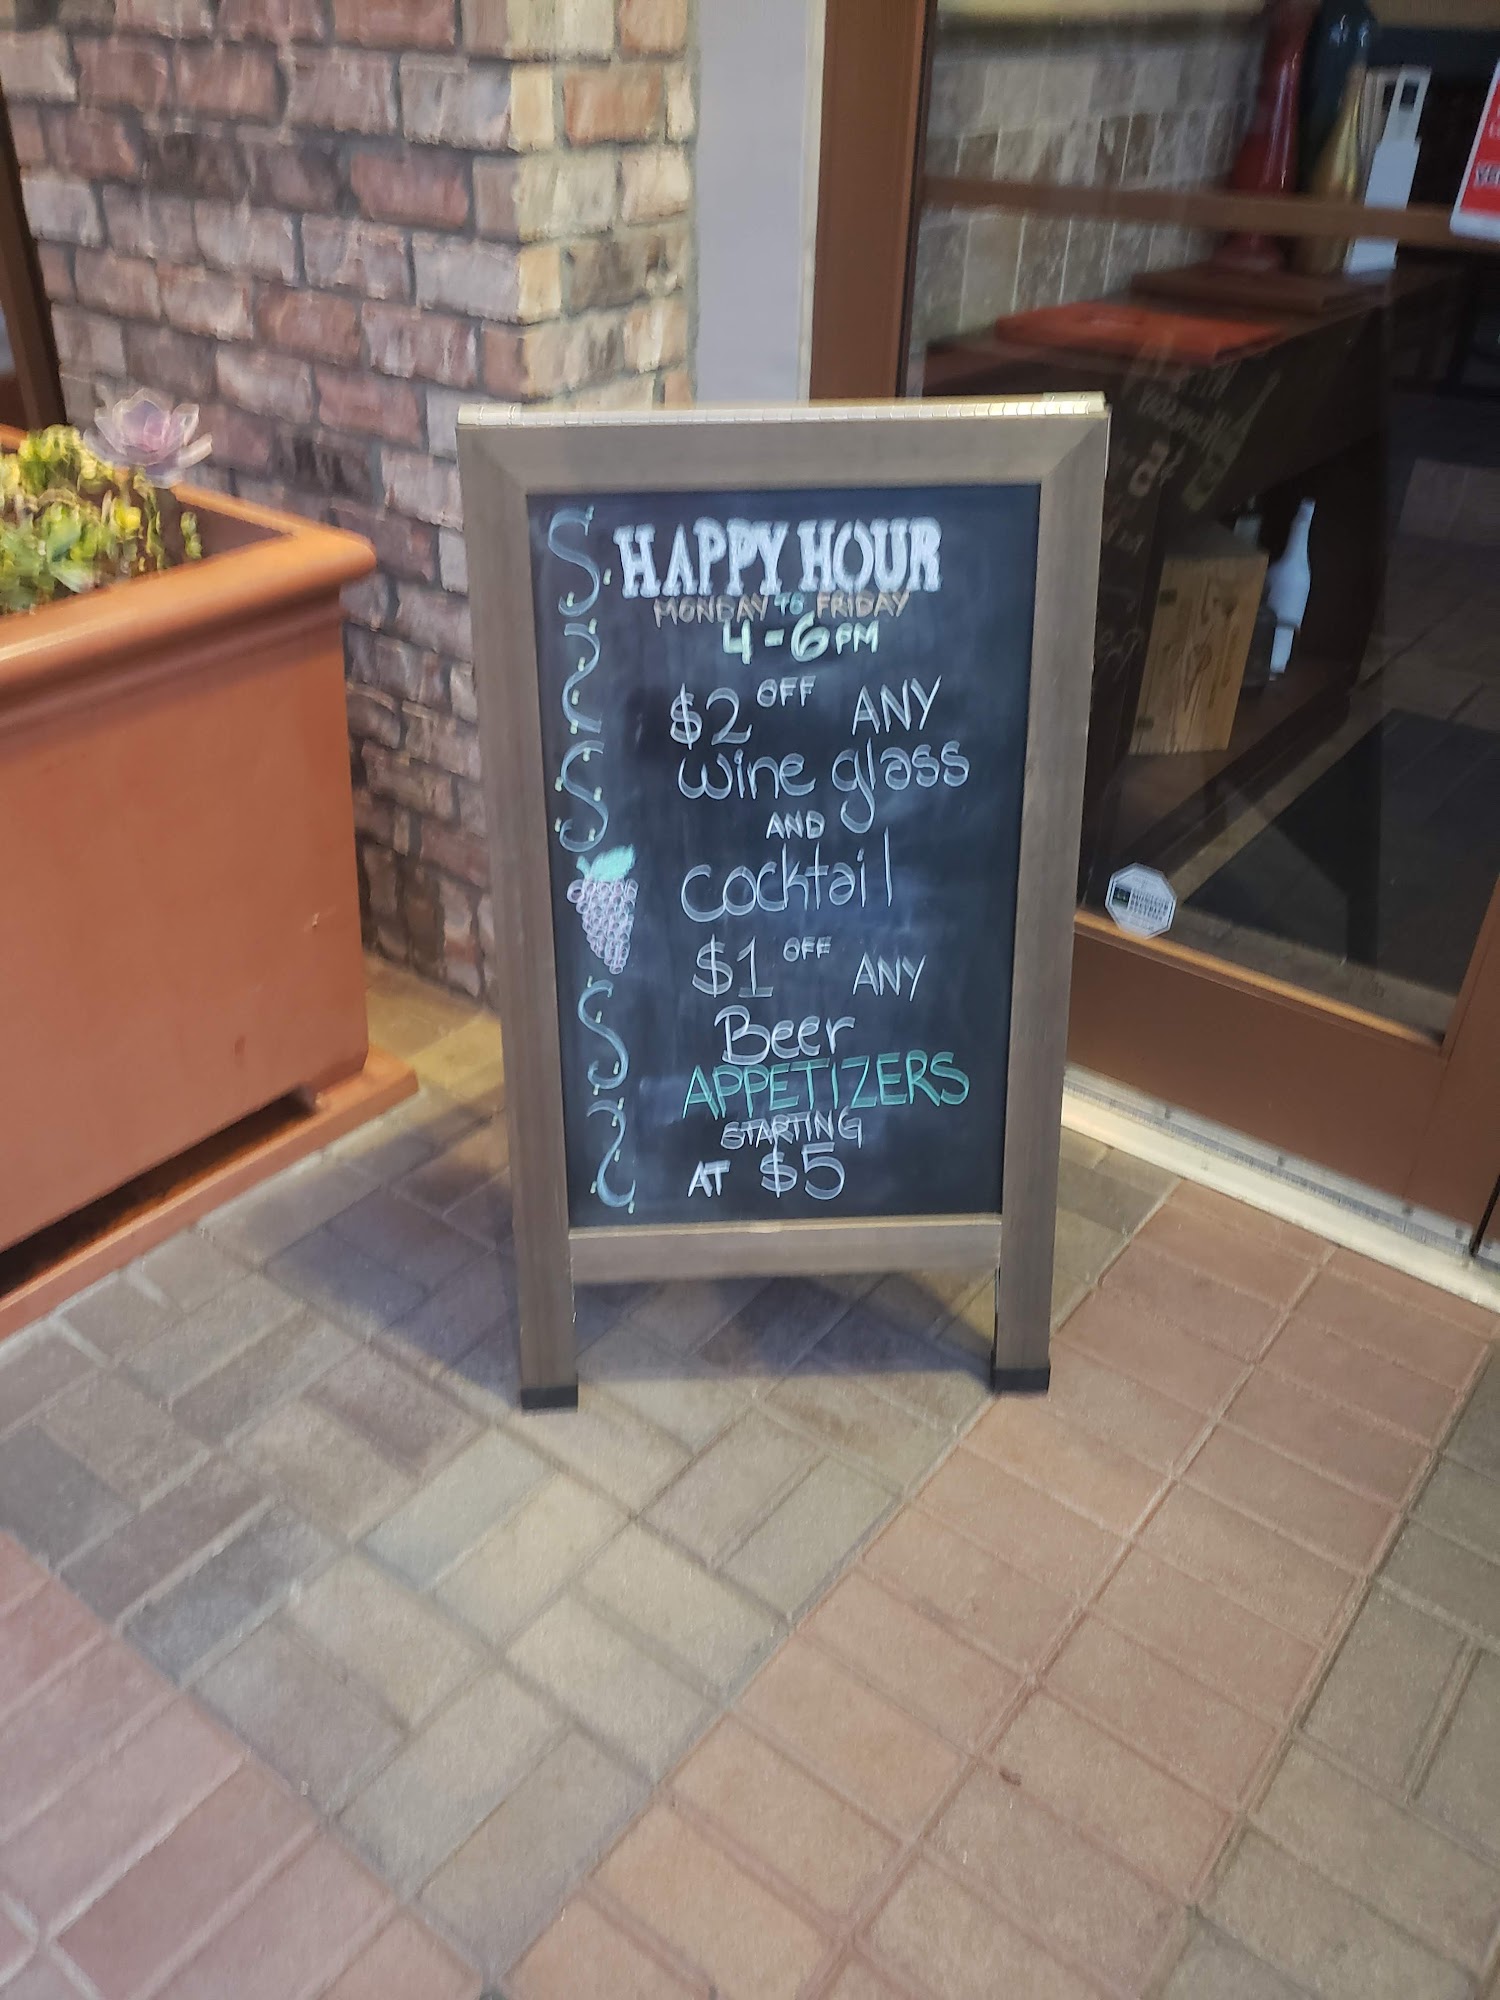 HAPPY HOUR
MONDAY TO FRIDAY
4-6PM
$2 OFF ANY
wine glass
AND
cocktail
$1 OFF ANY
Beer
APPETIZERS
STARTING
AT $5